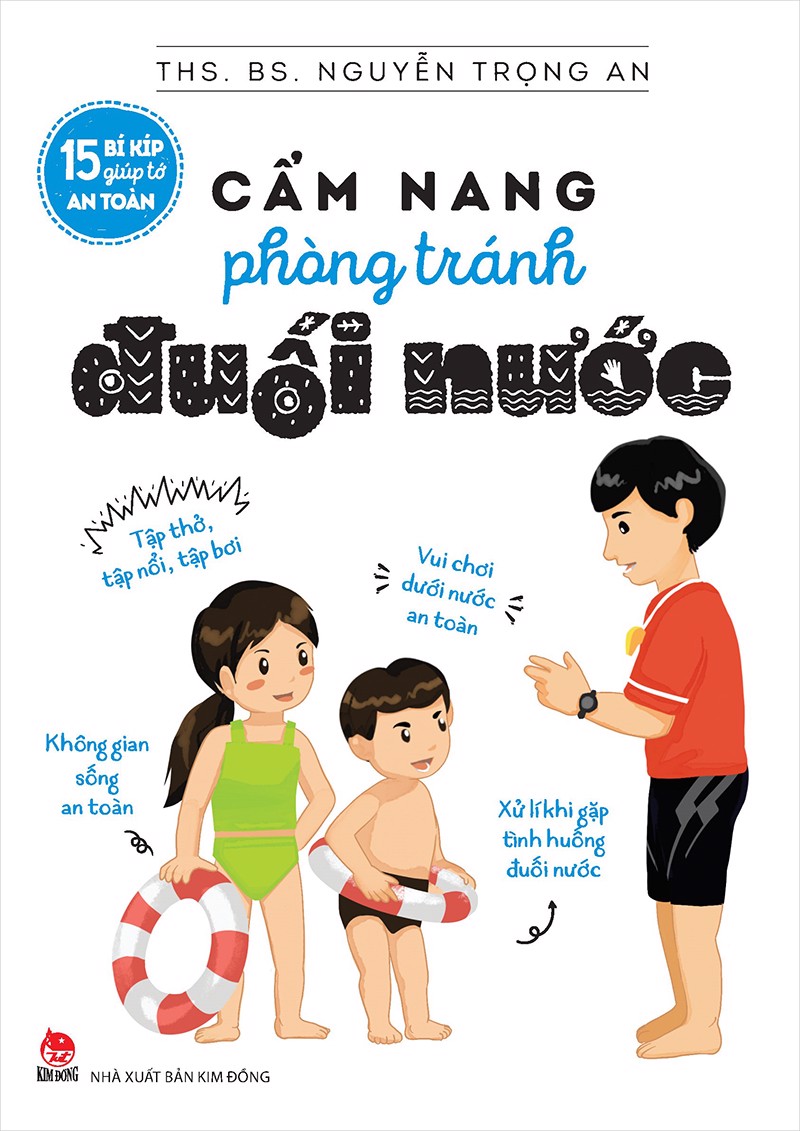 THS. BS. NGUYỄN TRỌNG AN
15 BÍ KÍP
giúp tớ
AN TOÀN
CẨM NANG
phòng tránh
đuối nước
Tập thở,
tập nổi, tập bơi
Vui chơi
dưới nước
an toàn
Không gian
sống
an toàn
Xử lí khi gặp
tình huống
đuối nước
KIM ĐỒNG
NHÀ XUẤT BẢN KIM ĐỒNG